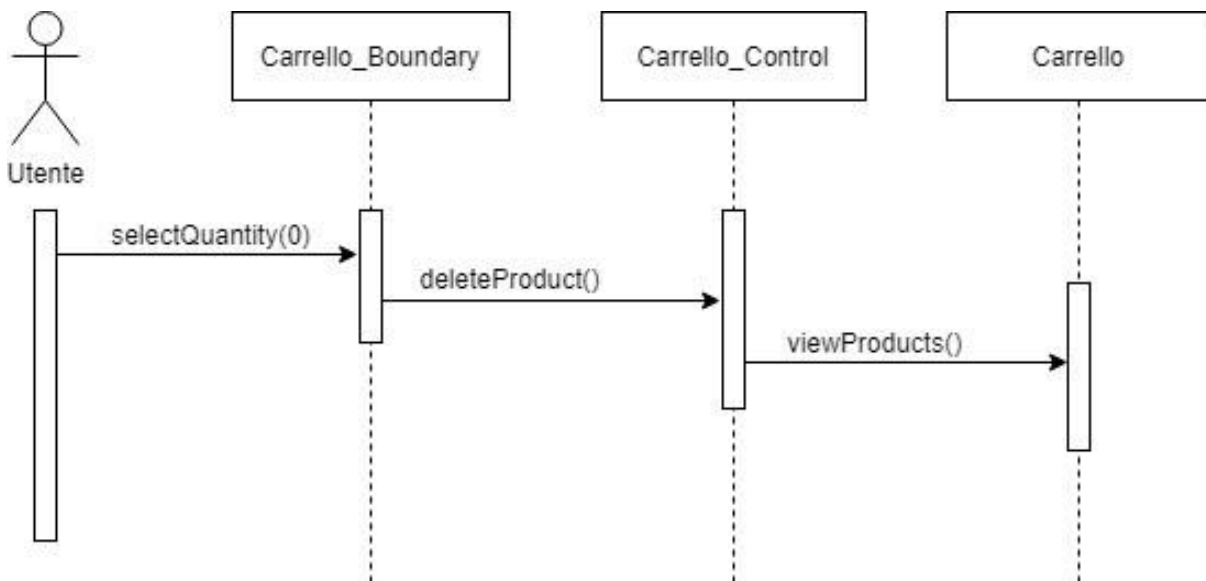 Carrello_Boundary
Carrello_Control
Carrello
Utente
selectQuantity(0)
deleteProduct()
viewProducts()